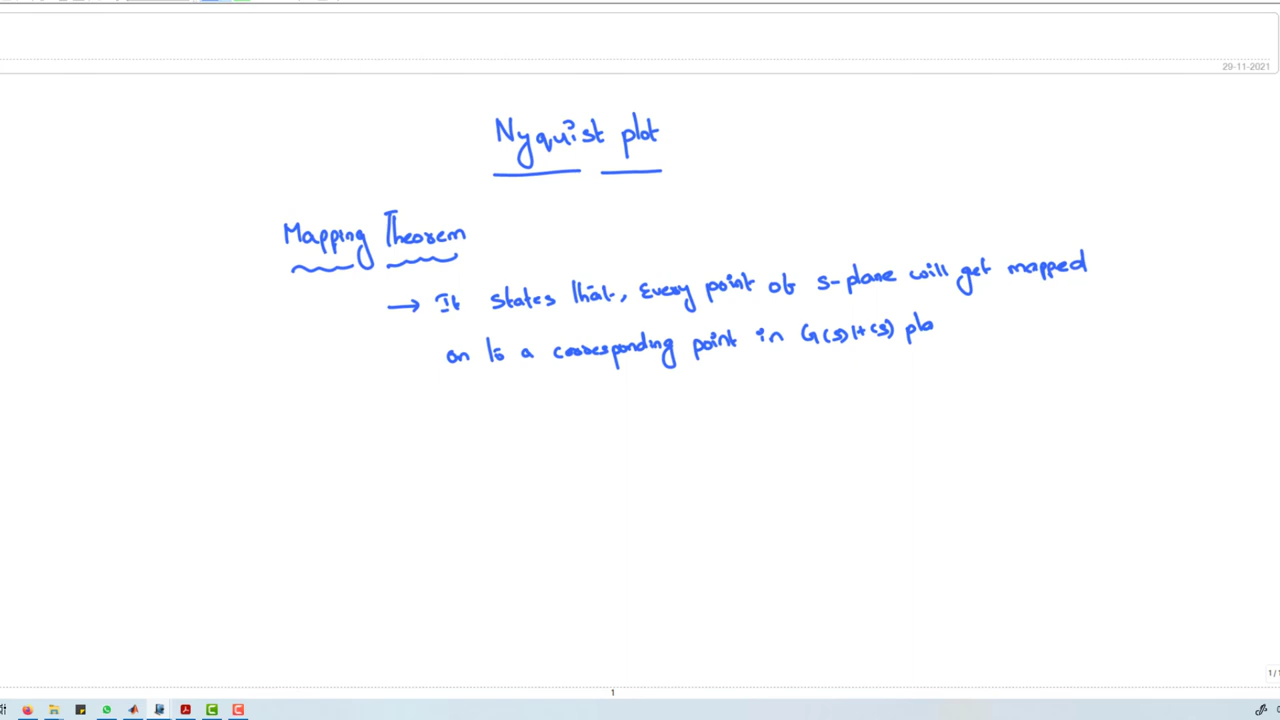 29-11-2021
Nyquist plot
Mapping Theorem
→ It states that, Every point of s-plane will get mapped
on to a corresponding point in G(s)H(s) pla
1/1
1